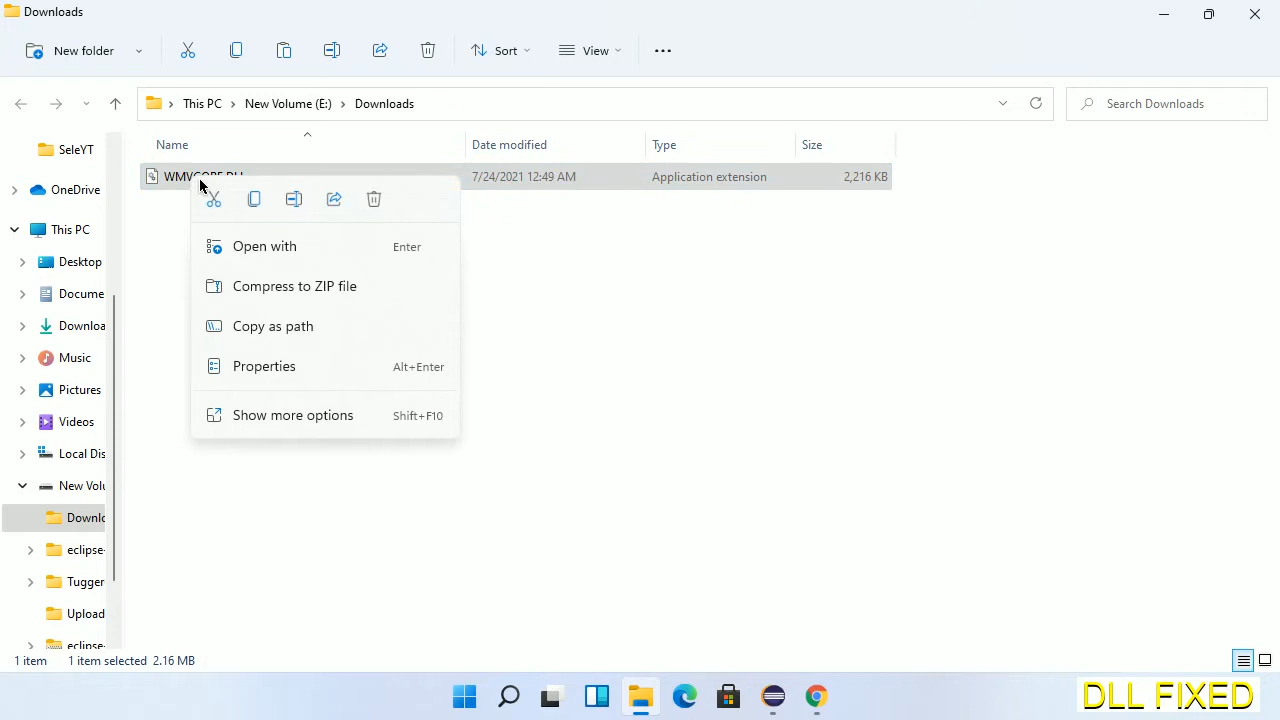 Downloads
New folder
Sort
View
This PC
New Volume (E:)
Downloads
Search Downloads
Name
Date modified
Type
Size
7/24/2021 12:49 AM
Application extension
2,216 KB
Open with
Enter
Compress to ZIP file
Copy as path
Properties
Alt+Enter
Show more options
Shift+F10
SeleYT
OneDrive
This PC
Desktop
Docume
Downloa
Music
Pictures
Videos
Local Dis
New Volu
Downlo
eclipse-
Tugger
Upload
eclipse-
1 item
1 item selected 2.16 MB
DLL FIXED